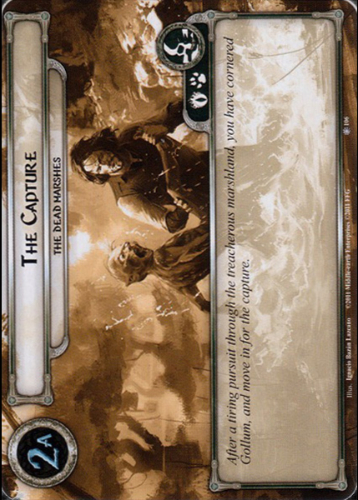 2A
THE CAPTURE
THE DEAD MARSHES
After a tiring pursuit through the treacherous marshland, you have cornered
Gollum, and move in for the capture.
Illus. Ignacio Bazán Lazcano ©2011 Middle-earth Enterprises ©2011 FFG 106